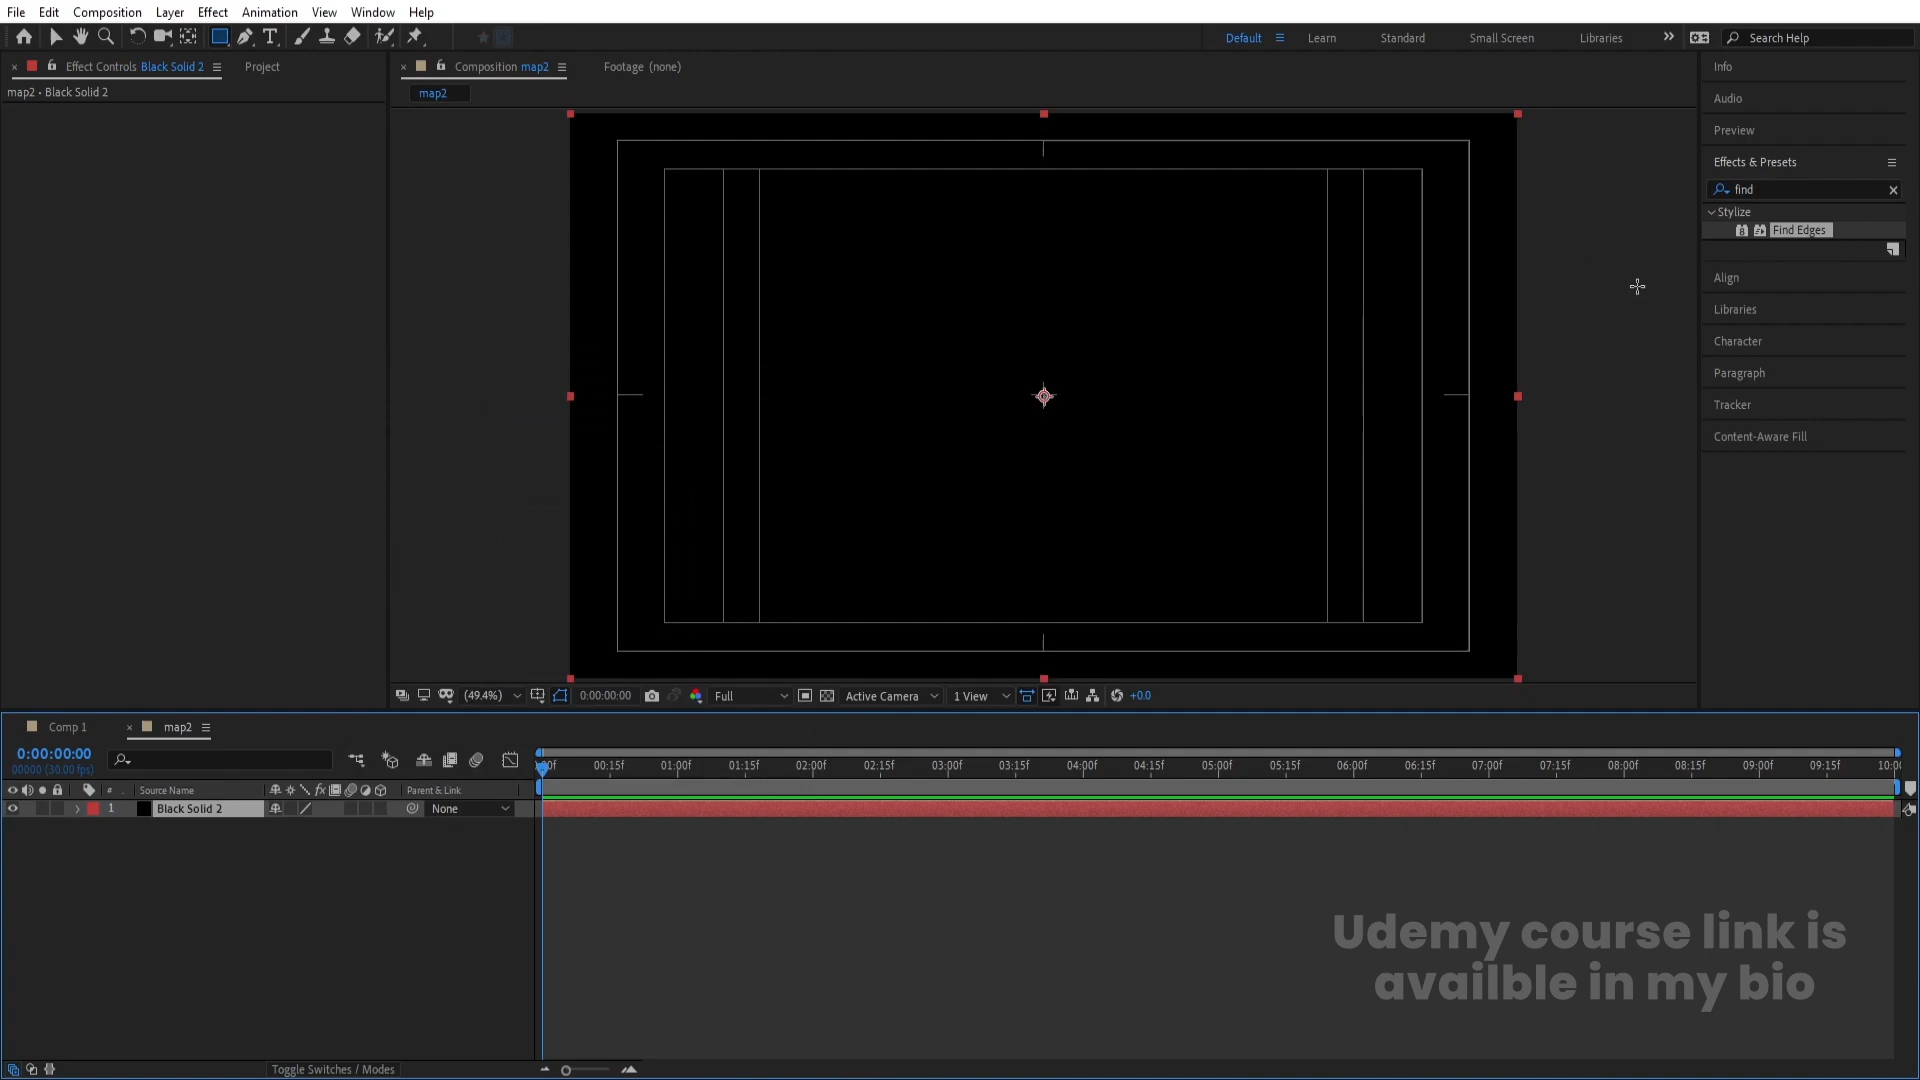 File Edit Composition Layer Effect Animation View Window Help
Default Learn Standard Small Screen Libraries Search Help
Effect Controls Black Solid 2 Project
Composition map2 Footage (none)
map2 • Black Solid 2
map2
Info
Audio
Preview
Effects & Presets
find
Stylize
Find Edges
Align
Libraries
Character
Paragraph
Tracker
Content-Aware Fill
(49.4%) 0:00:00:00 Full Active Camera 1 View +0.0
Comp 1 map2
0:00:00:00
00000 (30.00 fps)
00:15f 01:00f 01:15f 02:00f 02:15f 03:00f 03:15f 04:00f 04:15f 05:00f 05:15f 06:00f 06:15f 07:00f 07:15f 08:00f 08:15f 09:00f 09:15f 10:00
# Source Name fx Parent & Link
1 Black Solid 2 None
Udemy course link is
availble in my bio
Toggle Switches / Modes